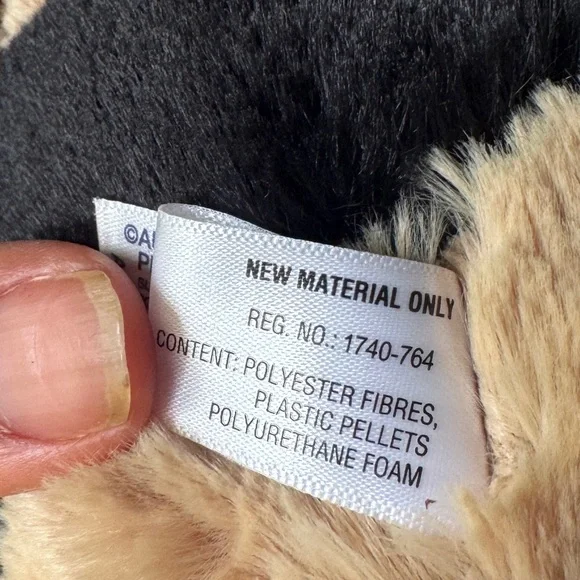 NEW MATERIAL ONLY
REG. NO.: 1740-764
CONTENT: POLYESTER FIBRES,
PLASTIC PELLETS
POLYURETHANE FOAM